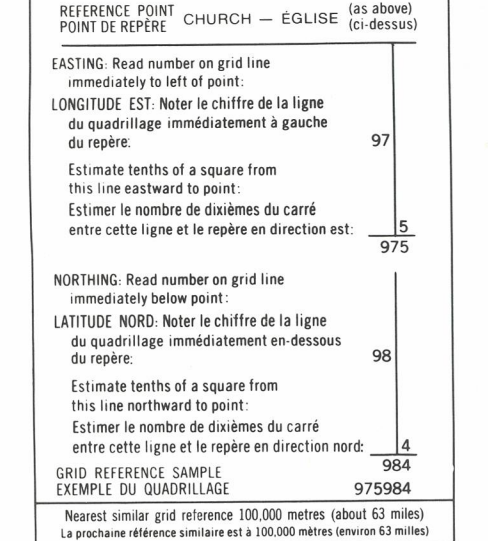 REFERENCE POINT CHURCH — ÉGLISE (as above)
POINT DE REPÈRE (ci-dessus)
EASTING: Read number on grid line
immediately to left of point:
LONGITUDE EST: Noter le chiffre de la ligne
du quadrillage immédiatement à gauche
du repère: 97
Estimate tenths of a square from
this line eastward to point:
Estimer le nombre de dixièmes du carré
entre cette ligne et le repère en direction est: 5
975
NORTHING: Read number on grid line
immediately below point:
LATITUDE NORD: Noter le chiffre de la ligne
du quadrillage immédiatement en-dessous
du repère: 98
Estimate tenths of a square from
this line northward to point:
Estimer le nombre de dixièmes du carré
entre cette ligne et le repère en direction nord: 4
984
GRID REFERENCE SAMPLE
EXEMPLE DU QUADRILLAGE 975984
Nearest similar grid reference 100,000 metres (about 63 miles)
La prochaine référence similaire est à 100,000 mètres (environ 63 milles)